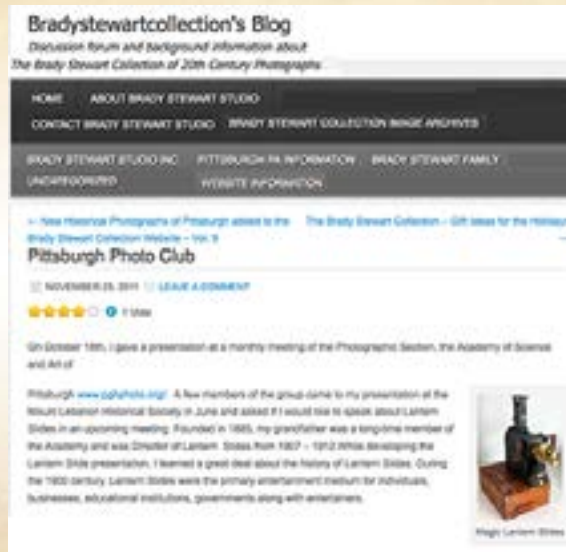 Bradystewartcollection's Blog
Discussion forum and background information about
The Brady Stewart Collection of 20th Century Photographs
HOME ABOUT BRADY STEWART STUDIO
CONTACT BRADY STEWART STUDIO BRADY STEWART COLLECTION IMAGE ARCHIVES
BRADY STEWART STUDIO INC PITTSBURGH PA INFORMATION BRADY STEWART FAMILY
UNCATEGORIZED WEBSITE INFORMATION
← New Historical Photographs of Pittsburgh added to the
Brady Stewart Collection Website – Vol. 9
The Brady Stewart Collection – Gift Ideas for the Holidays
→
Pittsburgh Photo Club
NOVEMBER 2011 LEAVE A COMMENT
1 Vote
On October 18th, I gave a presentation at a monthly meeting of the Photographic Section, the Academy of Science
and Art of
Pittsburgh www.pghphoto.org/. A few members of the group came to my presentation at the
Mount Lebanon Historical Society in June and asked if I would like to speak about Lantern
Slides in an upcoming meeting. Founded in 1885, my grandfather was a long-time member of
the Academy and was Director of Lantern Slides from 1907 – 1912. While developing the
Lantern Slide presentation, I learned a great deal about the history of Lantern Slides. During
the 1800 century, Lantern Slides were the primary entertainment medium for individuals,
businesses, educational institutions, governments along with entertainers.
Magic Lantern Slides